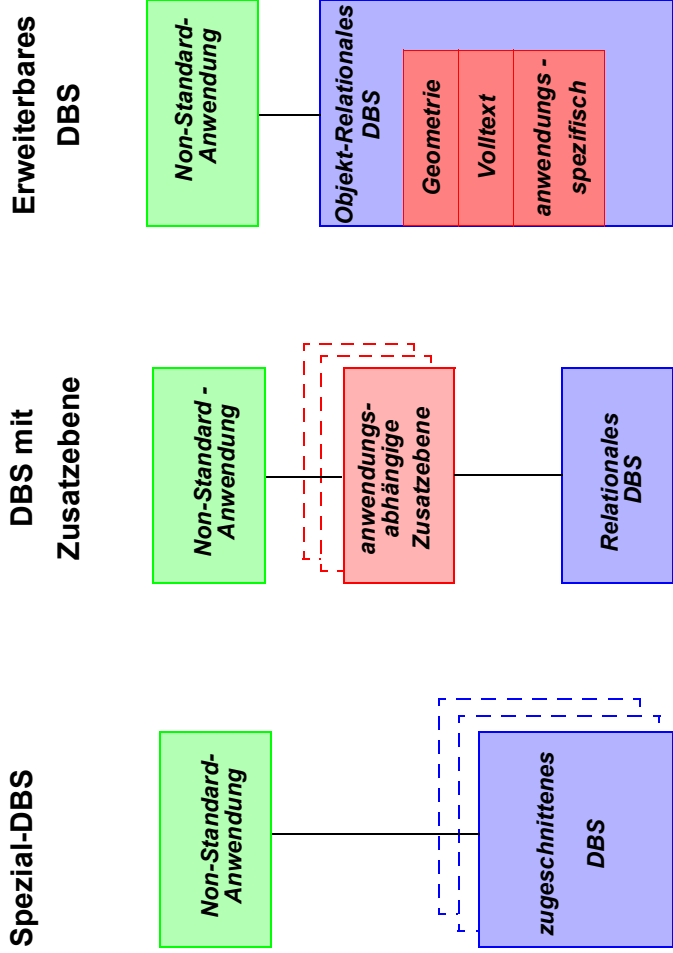 Spezial-DBS
Non-Standard-
Anwendung
zugeschnittenes
DBS
DBS mit
Zusatzebene
Non-Standard -
Anwendung
anwendungs-
abhängige
Zusatzebene
Relationales
DBS
Erweiterbares
DBS
Non-Standard-
Anwendung
Objekt-Relationales
DBS
Geometrie
Volltext
anwendungs -
spezifisch